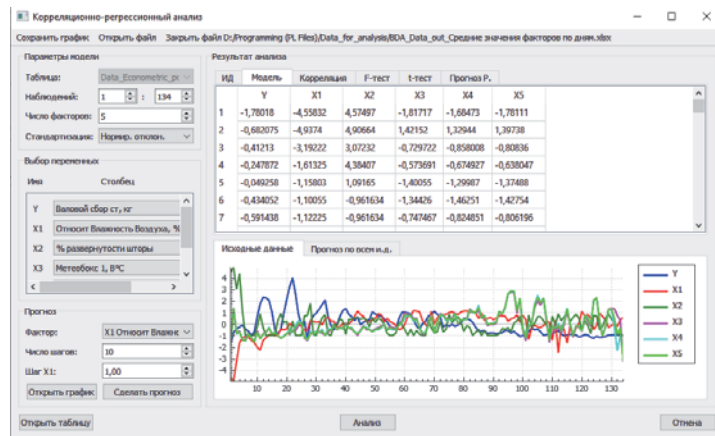 Корреляционно-регрессионный анализ
Сохранить график Открыть файл Закрыть файл D:/Programming (PL Files)/Data_for_analysis/BDA_Data_out_Средние значения факторов по дням.xlsx
Параметры модели
Таблица: Data_Econometric_pr
Наблюдений: 1 : 134
Число факторов: 5
Стандартизация: Нормир. отклон.
Выбор переменных
Имя Столбец
Y Валовой сбор ст, кг
X1 Относит Влажность Воздуха, %
X2 % развернутости шторы
X3 Метеобокс 1, В°С
Прогноз
Фактор: X1 Относит Влажнос
Число шагов: 10
Шаг X1: 1,00
Открыть график Сделать прогноз
Результат анализа
ИД Модель Корреляция F-тест t-тест Прогноз Р.
Y X1 X2 X3 X4 X5
1 -1,78018 -4,55832 4,57497 -1,81717 -1,68473 -1,78111
2 -0,682075 -4,9374 4,90664 1,42152 1,32944 1,39738
3 -0,41213 -3,19222 3,07232 -0,729722 -0,858008 -0,80836
4 -0,247872 -1,61325 4,38407 -0,573691 -0,674927 -0,638047
5 -0,049258 -1,15803 1,09165 -1,40055 -1,29987 -1,37488
6 -0,434052 -1,10055 -0,961634 -1,34426 -1,46251 -1,42754
7 -0,591438 -1,12225 -0,961634 -0,747467 -0,824851 -0,806196
Исходные данные Прогноз по всем н.д.
4
3
2
1
0
-1
-2
-3
-4
10 20 30 40 50 60 70 80 90 100 110 120 130
Y
X1
X2
X3
X4
X5
Открыть таблицу Анализ Отмена